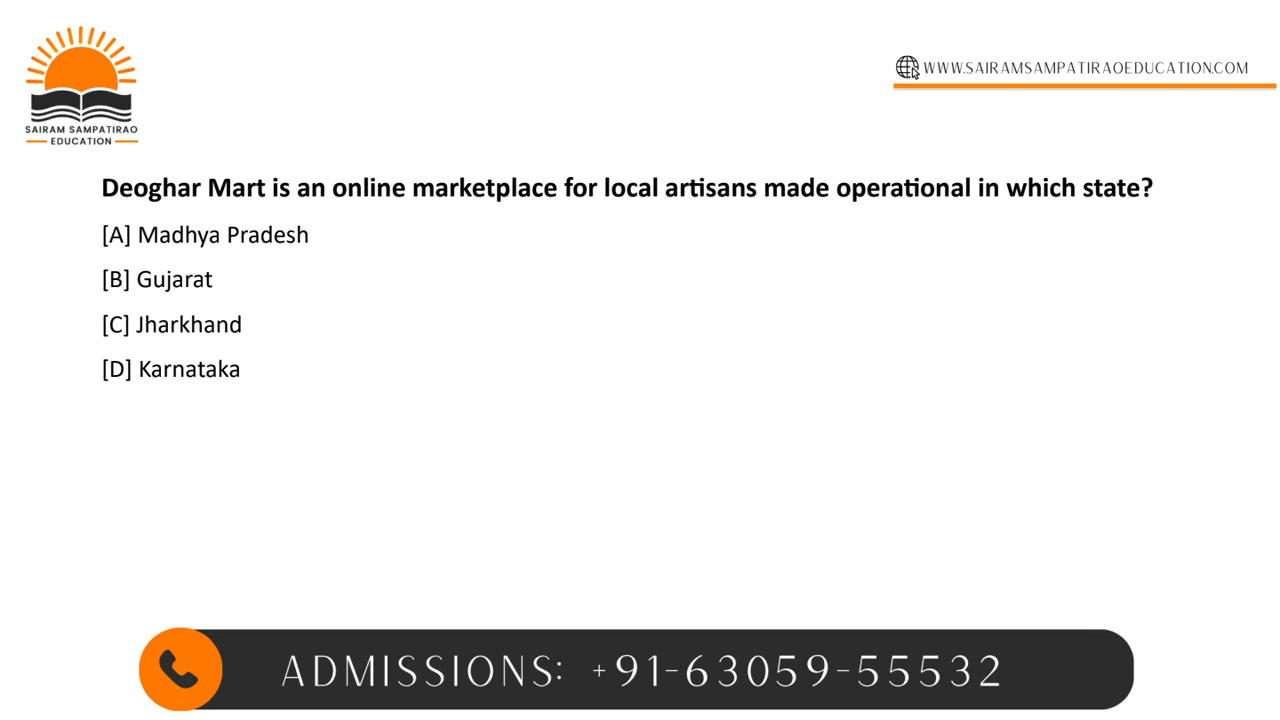 WWW.SAIRAMSAMPATIRAOEDUCATION.COM
SAIRAM SAMPATIRAO
EDUCATION
Deoghar Mart is an online marketplace for local artisans made operational in which state?
[A] Madhya Pradesh
[B] Gujarat
[C] Jharkhand
[D] Karnataka
ADMISSIONS: +91-63059-55532